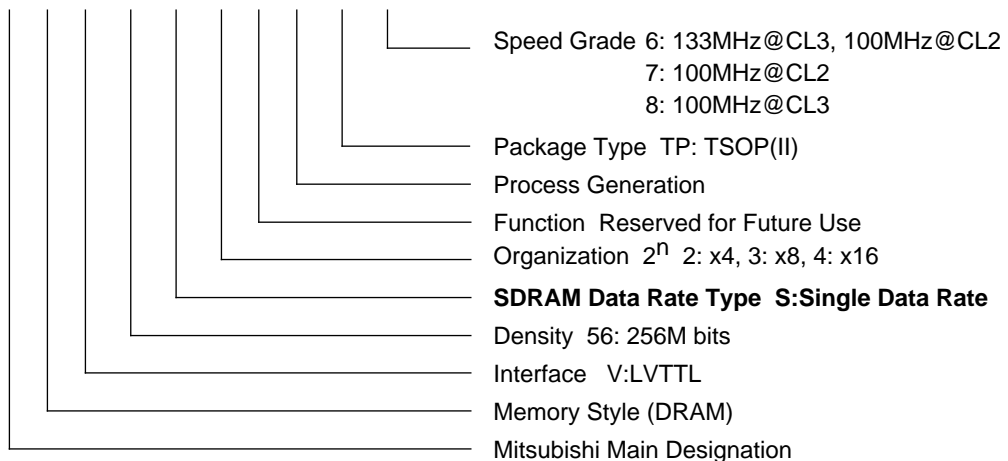 Speed Grade 6: 133MHz@CL3, 100MHz@CL2
7: 100MHz@CL2
8: 100MHz@CL3
Package Type TP: TSOP(II)
Process Generation
Function Reserved for Future Use
Organization 2n 2: x4, 3: x8, 4: x16
SDRAM Data Rate Type S:Single Data Rate
Density 56: 256M bits
Interface V:LVTTL
Memory Style (DRAM)
Mitsubishi Main Designation